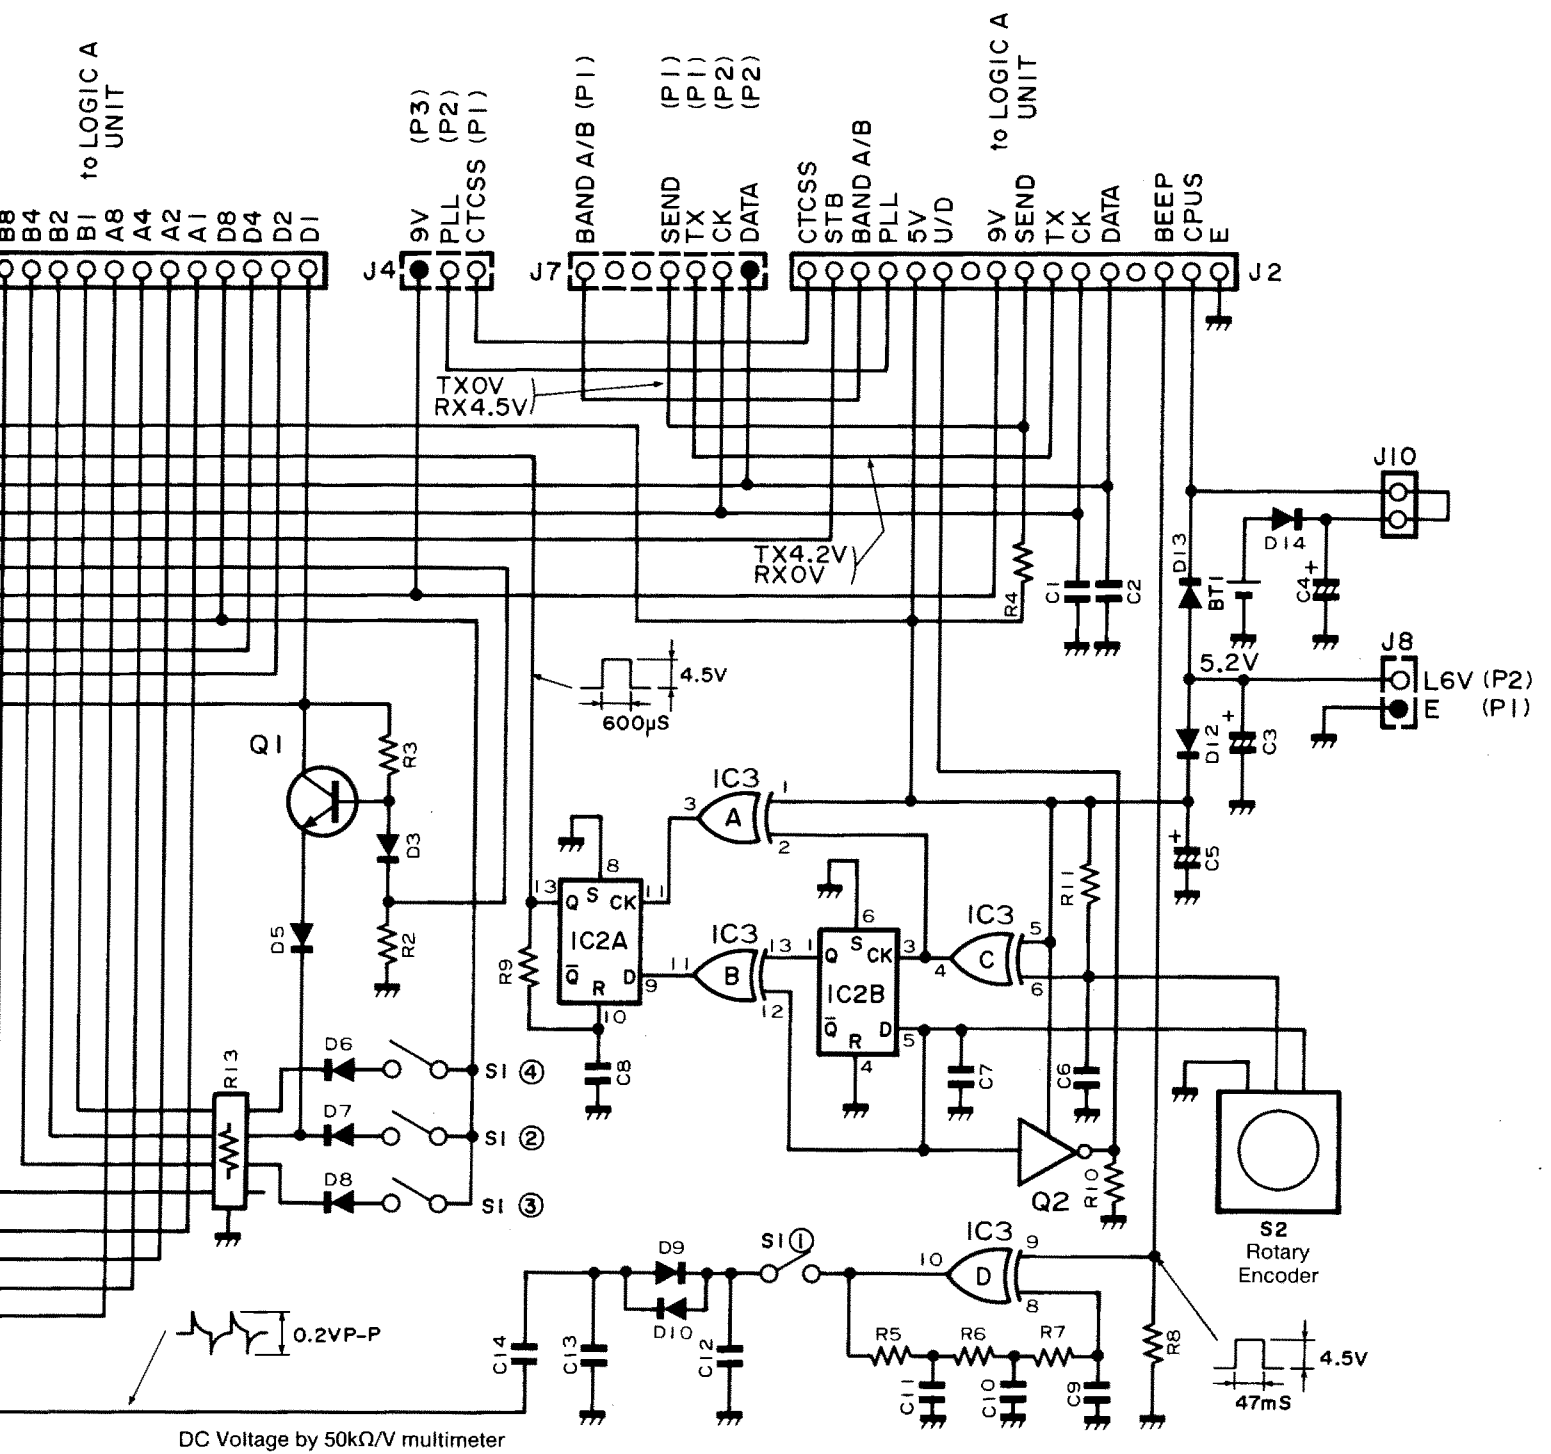 to LOGIC A
UNIT
B8
B4
B2
B1
A8
A4
A2
A1
D8
D4
D2
D1
9V (P3)
PLL (P2)
CTCSS (P1)
J4
BAND A/B (P1)
SEND (P1)
TX (P1)
CK (P2)
DATA (P2)
J7
to LOGIC A
UNIT
CTCSS
STB
BAND A/B
PLL
5V
U/D
9V
SEND
TX
CK
DATA
BEEP
CPUS
E
J2
TX0V
RX4.5V
TX4.2V
RX0V
J10
D14
D13
BT1
C4
+
R4
C1
C2
J8
5.2V
L6V (P2)
E (P1)
+
C3
D12
4.5V
600μS
Q1
R3
D3
R2
D5
IC3
A
3
1
2
8
13
Q
S
CK
11
IC2A
Q̅
D
R
9
10
R9
C8
IC3
B
11
13
12
1
6
S
Q
CK
3
IC2B
Q̅
D
R
5
4
IC3
C
4
5
6
R11
+
C5
C7
C6
Q2
R10
R13
D6
S1 ④
D7
S1 ②
D8
S1 ③
S2
Rotary
Encoder
D9
D10
S1 ①
IC3
D
10
9
8
R5
R6
R7
R8
C14
C13
C12
C11
C10
C9
0.2VP-P
4.5V
47mS
DC Voltage by 50kΩ/V multimeter